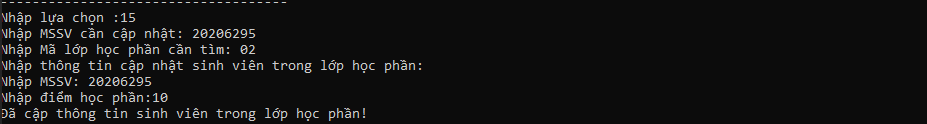 ------------------------------------
Nhập lựa chọn :15
Nhập MSSV cần cập nhật: 20206295
Nhập Mã lớp học phần cần tìm: 02
Nhập thông tin cập nhật sinh viên trong lớp học phần:
Nhập MSSV: 20206295
Nhập điểm học phần:10
Đã cập thông tin sinh viên trong lớp học phần!